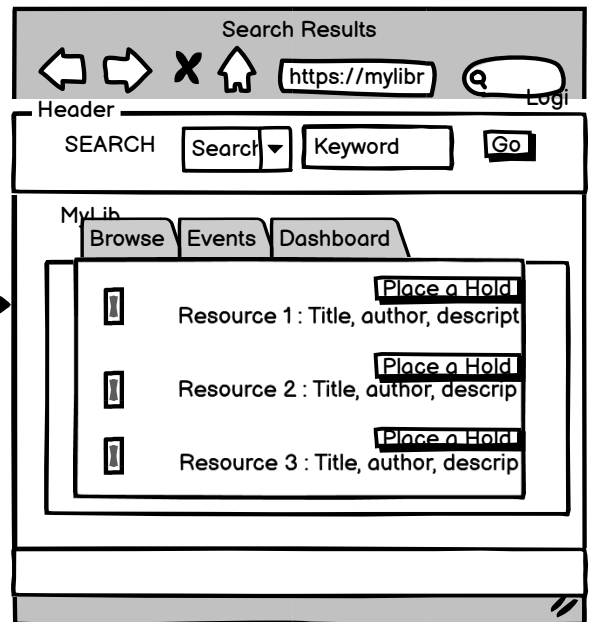 Search Results
https://mylibr
Logi
Header
SEARCH
Search
Keyword
Go
MyLib
Browse
Events
Dashboard
Place a Hold
Resource 1 : Title, author, descript
Place a Hold
Resource 2 : Title, author, descrip
Place a Hold
Resource 3 : Title, author, descrip